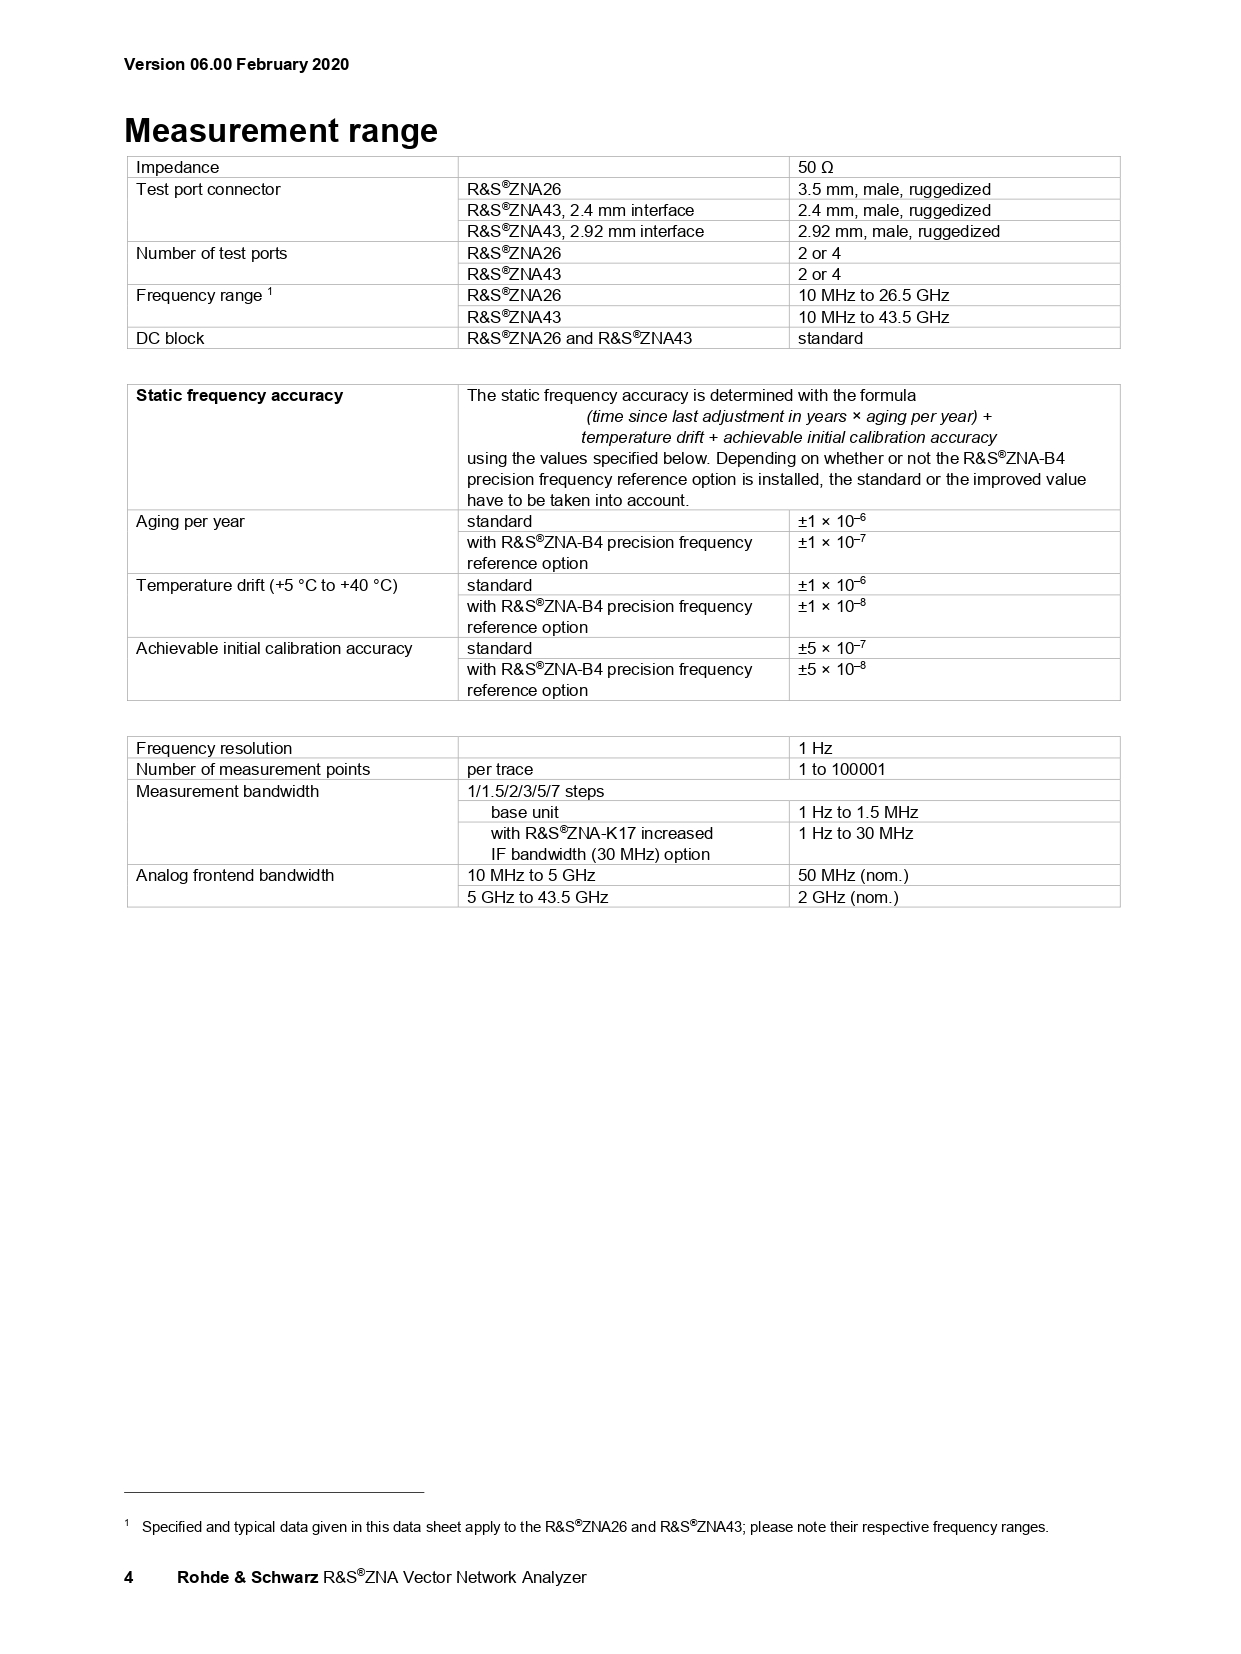 Version 06.00 February 2020
Measurement range
Impedance 50 Ω
Test port connector R&S®ZNA26 3.5 mm, male, ruggedized
R&S®ZNA43, 2.4 mm interface 2.4 mm, male, ruggedized
R&S®ZNA43, 2.92 mm interface 2.92 mm, male, ruggedized
Number of test ports R&S®ZNA26 2 or 4
R&S®ZNA43 2 or 4
Frequency range ¹ R&S®ZNA26 10 MHz to 26.5 GHz
R&S®ZNA43 10 MHz to 43.5 GHz
DC block R&S®ZNA26 and R&S®ZNA43 standard
Static frequency accuracy The static frequency accuracy is determined with the formula
(time since last adjustment in years × aging per year) +
temperature drift + achievable initial calibration accuracy
using the values specified below. Depending on whether or not the R&S®ZNA-B4
precision frequency reference option is installed, the standard or the improved value
have to be taken into account.
Aging per year standard ±1 × 10⁻⁶
with R&S®ZNA-B4 precision frequency ±1 × 10⁻⁷
reference option
Temperature drift (+5 °C to +40 °C) standard ±1 × 10⁻⁶
with R&S®ZNA-B4 precision frequency ±1 × 10⁻⁸
reference option
Achievable initial calibration accuracy standard ±5 × 10⁻⁷
with R&S®ZNA-B4 precision frequency ±5 × 10⁻⁸
reference option
Frequency resolution 1 Hz
Number of measurement points per trace 1 to 100001
Measurement bandwidth 1/1.5/2/3/5/7 steps
base unit 1 Hz to 1.5 MHz
with R&S®ZNA-K17 increased 1 Hz to 30 MHz
IF bandwidth (30 MHz) option
Analog frontend bandwidth 10 MHz to 5 GHz 50 MHz (nom.)
5 GHz to 43.5 GHz 2 GHz (nom.)
¹ Specified and typical data given in this data sheet apply to the R&S®ZNA26 and R&S®ZNA43; please note their respective frequency ranges.
4 Rohde & Schwarz R&S®ZNA Vector Network Analyzer